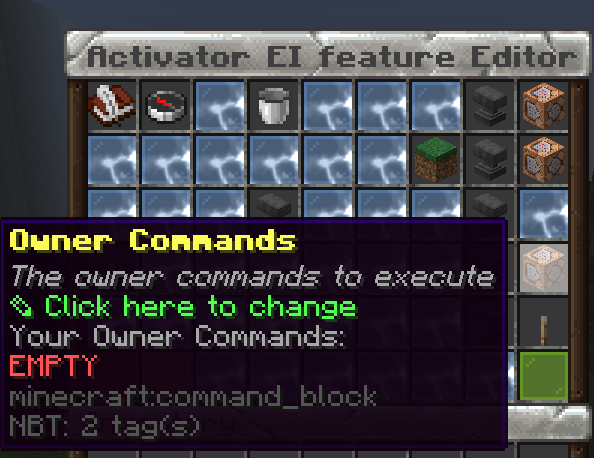 Activator EI feature Editor
Owner Commands
The owner commands to execute
✎ Click here to change
Your Owner Commands:
EMPTY
minecraft:command_block
NBT: 2 tag(s)